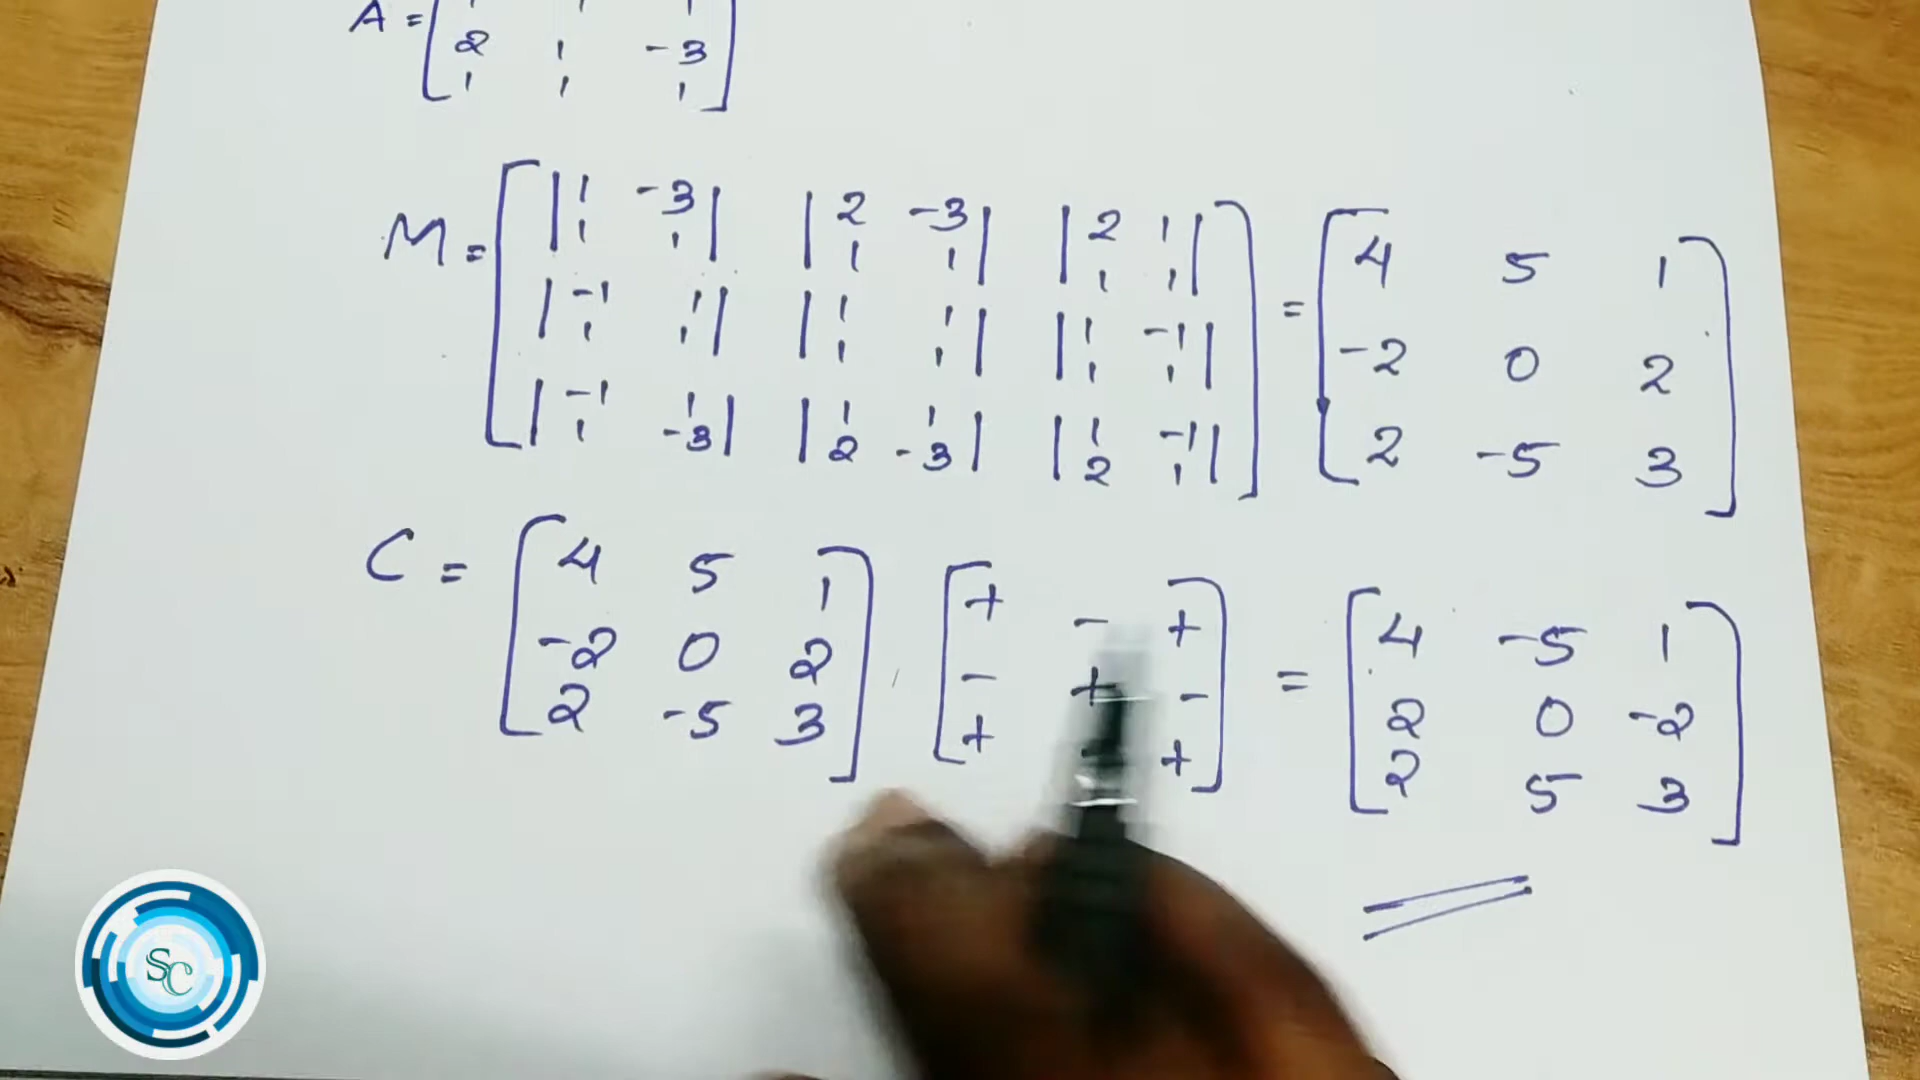 A =
2 1 -3
1 1 1
M = | 1 -3 | | 2 -3 | | 2 1 | = 4 5 1
| 1 1 | | 1 1 | | 1 1 |
| -1 1 | | 1 1 | | 1 -1 | -2 0 2
| 1 1 | | 1 1 | | 1 1 |
| -1 1 | | 1 1 | | 1 -1 | 2 -5 3
| 1 -3 | | 2 -3 | | 2 1 |
C = 4 5 1 + - + = 4 -5 1
-2 0 2 - + - 2 0 -2
2 -5 3 + + 2 5 3
SC